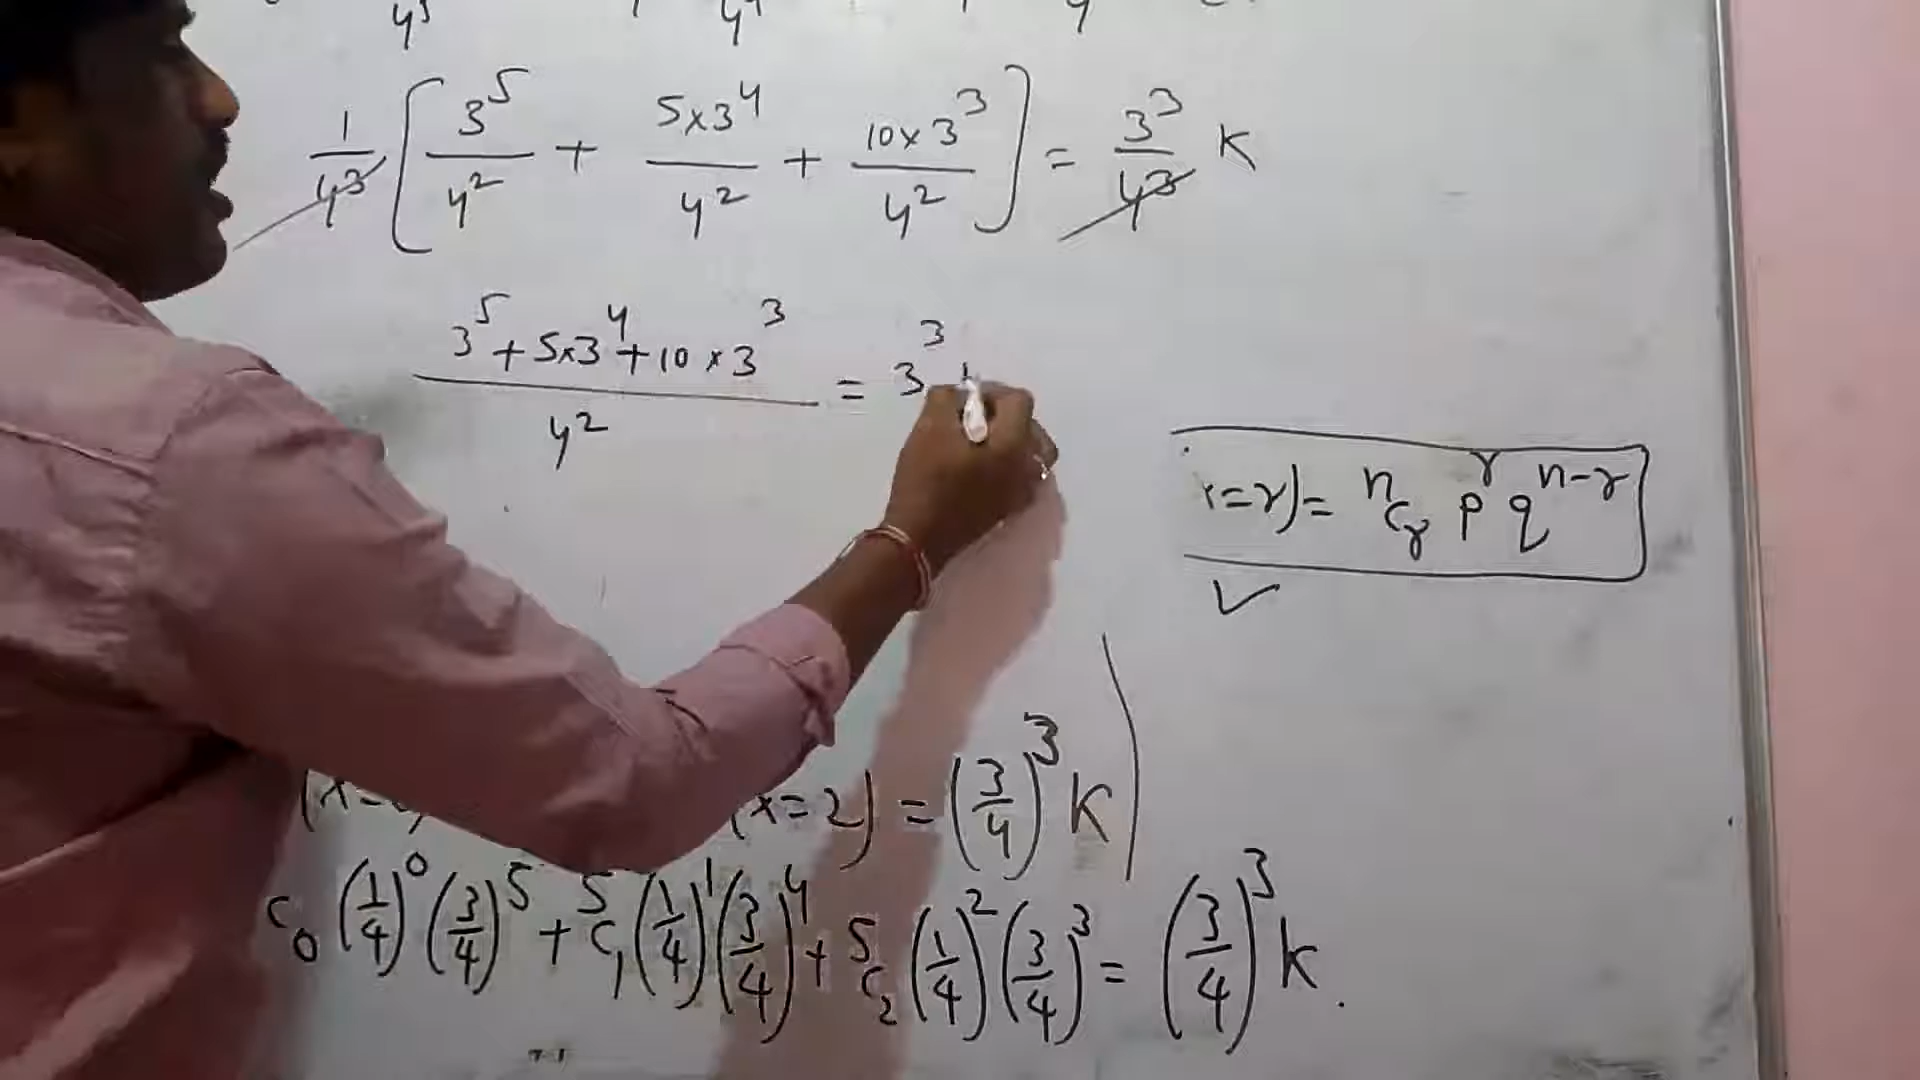 1/4³ [3⁵/4² + 5×3⁴/4² + 10×3³/4²] = 3³/4³ K
(3⁵ + 5×3⁴ + 10×3³)/4² = 3³
=r) = ⁿCᵣ pʳ qⁿ⁻ʳ
(x=2) = (3/4)³ K
C₀ (1/4)⁰ (3/4)⁵ + ⁵C₁ (1/4)¹ (3/4)⁴ + ⁵C₂ (1/4)² (3/4)³ = (3/4)³ K.